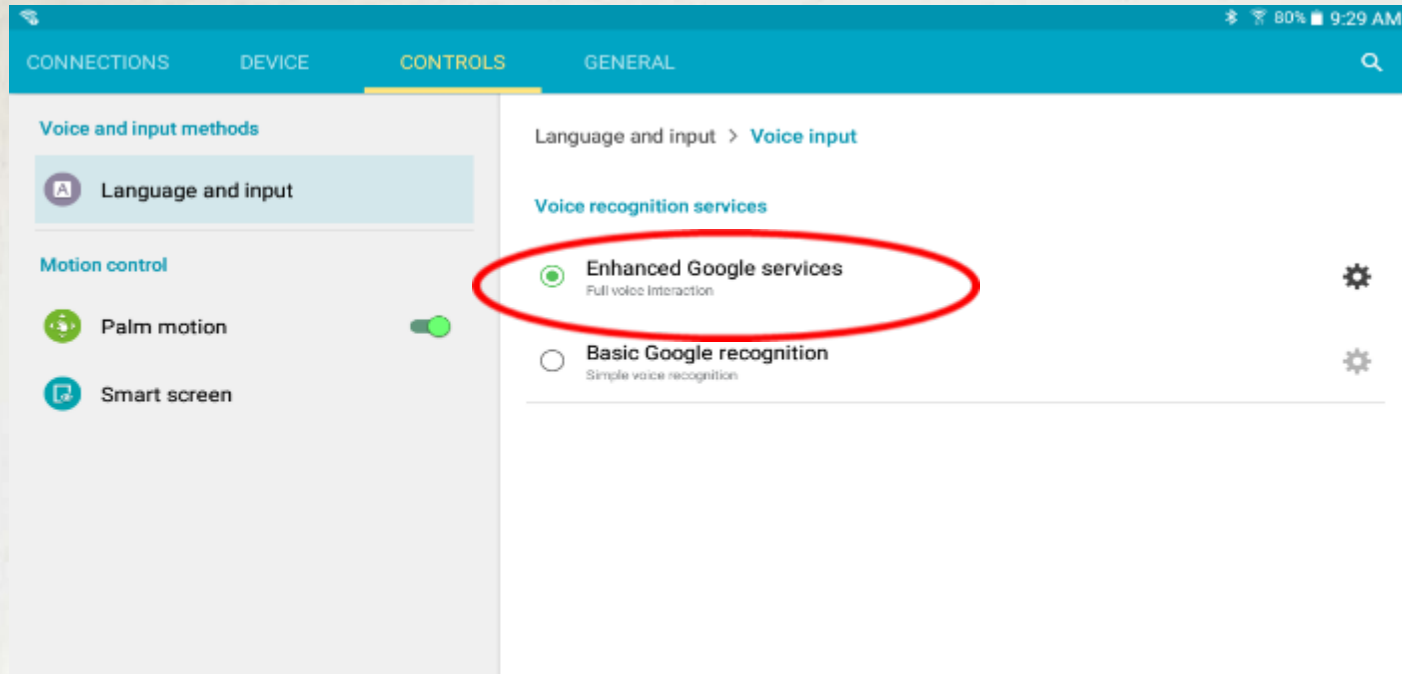 80% 9:29 AM
CONNECTIONS DEVICE CONTROLS GENERAL
Voice and input methods
A Language and input
Motion control
Palm motion
Smart screen
Language and input > Voice input
Voice recognition services
Enhanced Google services
Full voice interaction
Basic Google recognition
Simple voice recognition